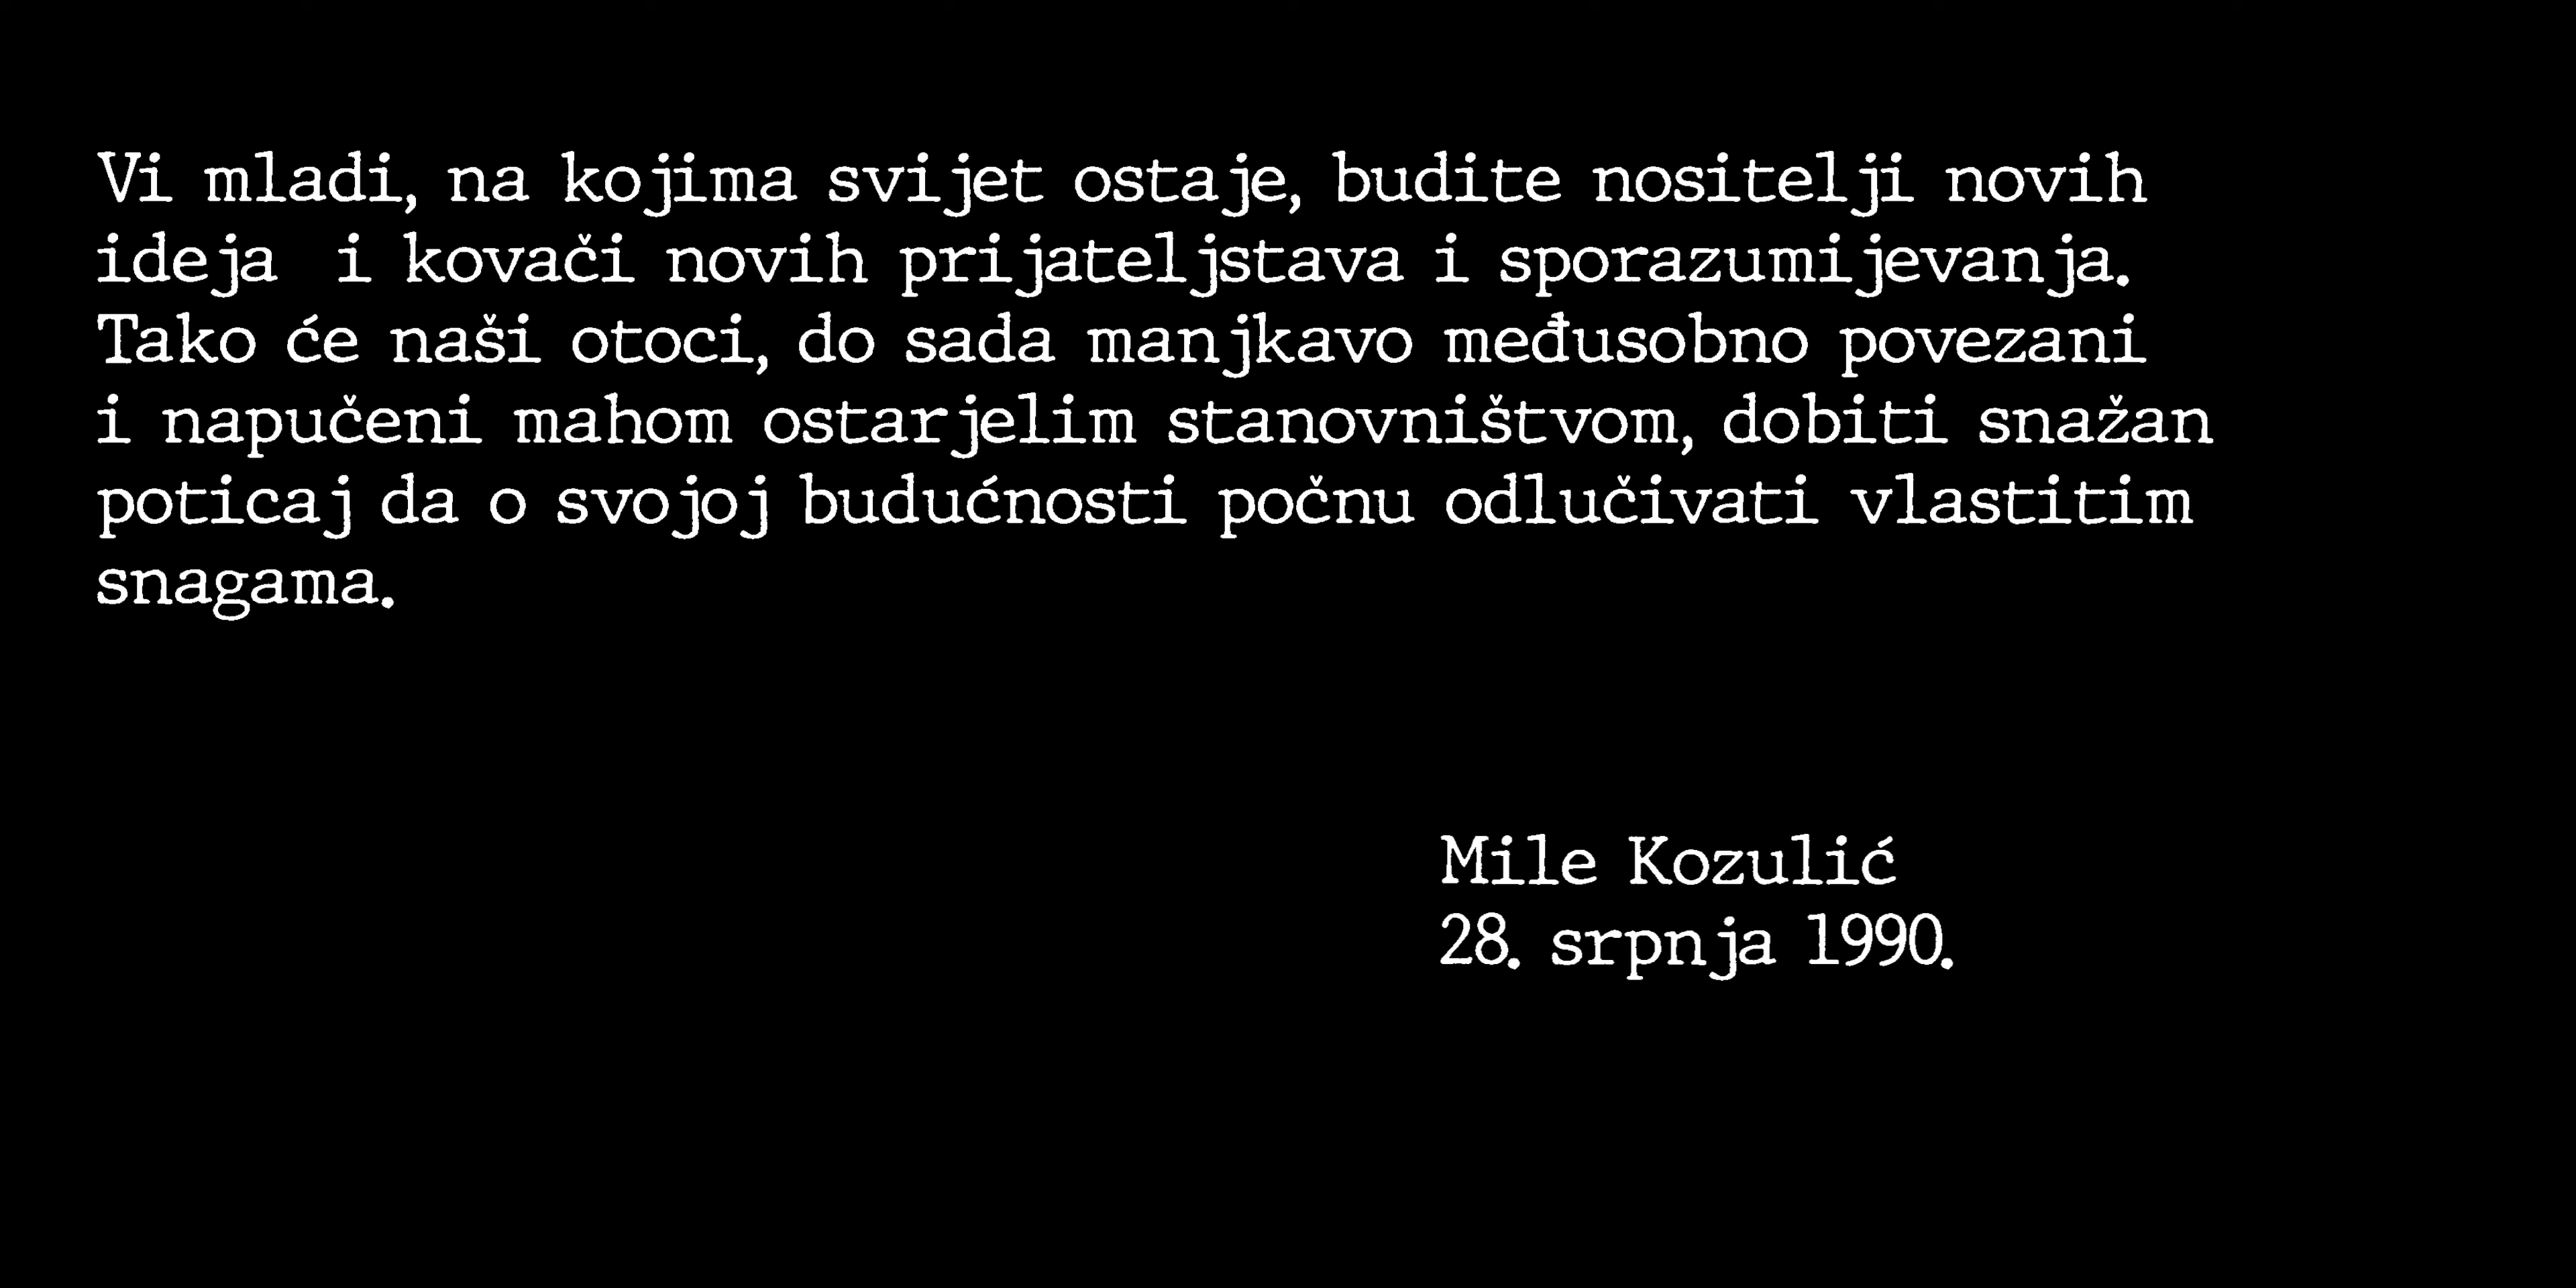 Vi mladi, na kojima svijet ostaje, budite nositelji novih
ideja  i kovači novih prijateljstava i sporazumijevanja.
Tako će naši otoci, do sada manjkavo međusobno povezani
i napučeni mahom ostarjelim stanovništvom, dobiti snažan
poticaj da o svojoj budućnosti počnu odlučivati vlastitim
snagama.
Mile Kozulić
28. srpnja 1990.